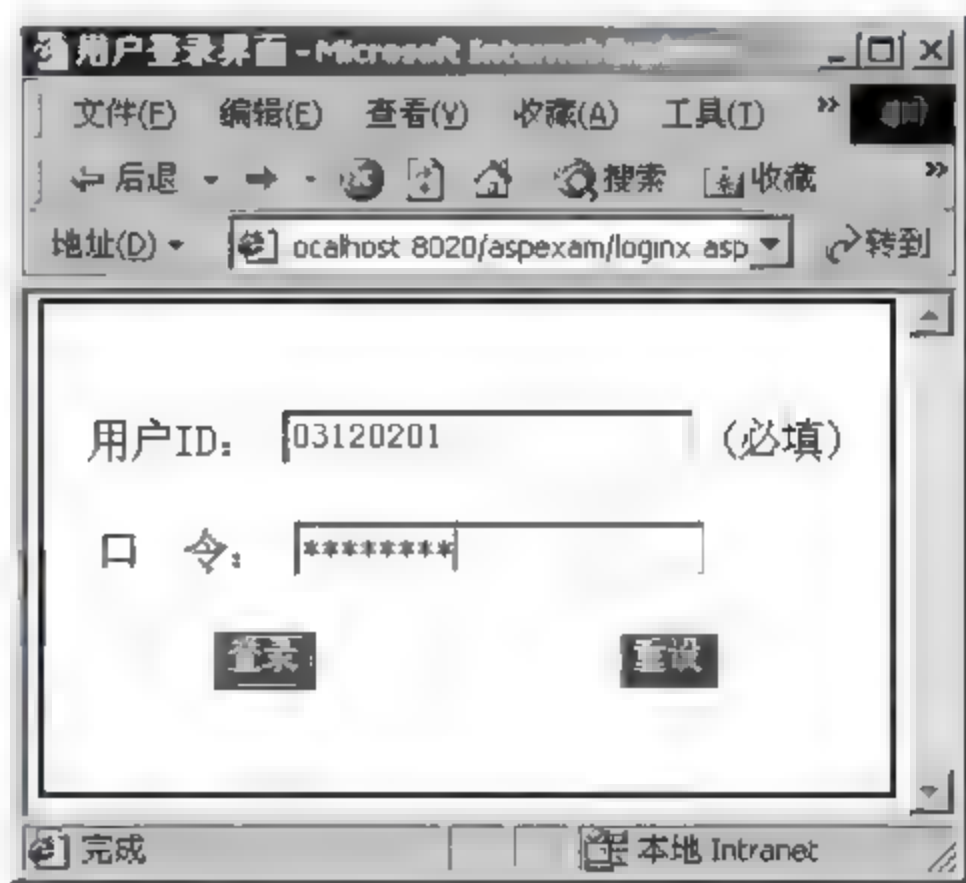 用户登录界面 - Microsoft Internet
文件(F) 编辑(E) 查看(V) 收藏(A) 工具(T) »
后退 搜索 收藏 »
地址(D) ocalhost 8020/aspexam/loginx asp 转到
用户ID: 03120201 (必填)
口 令: ********
登录 重设
完成 本地 Intranet